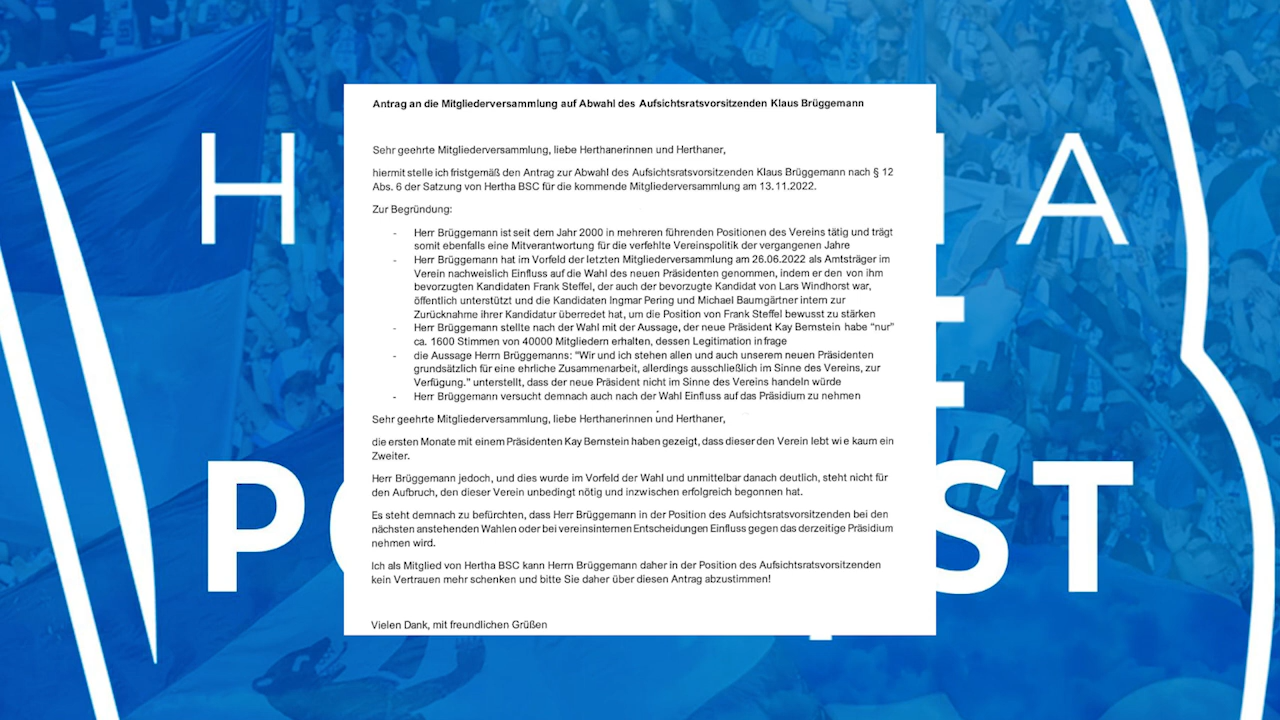 Antrag an die Mitgliederversammlung auf Abwahl des Aufsichtsratsvorsitzenden Klaus Brüggemann
Sehr geehrte Mitgliederversammlung, liebe Herthanerinnen und Herthaner,
hiermit stelle ich fristgemäß den Antrag zur Abwahl des Aufsichtsratsvorsitzenden Klaus Brüggemann nach § 12
Abs. 6 der Satzung von Hertha BSC für die kommende Mitgliederversammlung am 13.11.2022.
Zur Begründung:
- Herr Brüggemann ist seit dem Jahr 2000 in mehreren führenden Positionen des Vereins tätig und trägt
somit ebenfalls eine Mitverantwortung für die verfehlte Vereinspolitik der vergangenen Jahre
- Herr Brüggemann hat im Vorfeld der letzten Mitgliederversammlung am 26.06.2022 als Amtsträger im
Verein nachweislich Einfluss auf die Wahl des neuen Präsidenten genommen, indem er den von ihm
bevorzugten Kandidaten Frank Steffel, der auch der bevorzugte Kandidat von Lars Windhorst war,
öffentlich unterstützt und die Kandidaten Ingmar Pering und Michael Baumgärtner intern zur
Zurücknahme ihrer Kandidatur überredet hat, um die Position von Frank Steffel bewusst zu stärken
- Herr Brüggemann stellte nach der Wahl mit der Aussage, der neue Präsident Kay Bernstein habe “nur”
ca. 1600 Stimmen von 40000 Mitgliedern erhalten, dessen Legitimation in frage
- die Aussage Herrn Brüggemanns: "Wir und ich stehen allen und auch unserem neuen Präsidenten
grundsätzlich für eine ehrliche Zusammenarbeit, allerdings ausschließlich im Sinne des Vereins, zur
Verfügung.” unterstellt, dass der neue Präsident nicht im Sinne des Vereins handeln würde
- Herr Brüggemann versucht demnach auch nach der Wahl Einfluss auf das Präsidium zu nehmen
Sehr geehrte Mitgliederversammlung, liebe Herthanerinnen und Herthaner,
die ersten Monate mit einem Präsidenten Kay Bernstein haben gezeigt, dass dieser den Verein lebt wie kaum ein
Zweiter.
Herr Brüggemann jedoch, und dies wurde im Vorfeld der Wahl und unmittelbar danach deutlich, steht nicht für
den Aufbruch, den dieser Verein unbedingt nötig und inzwischen erfolgreich begonnen hat.
Es steht demnach zu befürchten, dass Herr Brüggemann in der Position des Aufsichtsratsvorsitzenden bei den
nächsten anstehenden Wahlen oder bei vereinsinternen Entscheidungen Einfluss gegen das derzeitige Präsidium
nehmen wird.
Ich als Mitglied von Hertha BSC kann Herrn Brüggemann daher in der Position des Aufsichtsratsvorsitzenden
kein Vertrauen mehr schenken und bitte Sie daher über diesen Antrag abzustimmen!
Vielen Dank, mit freundlichen Grüßen